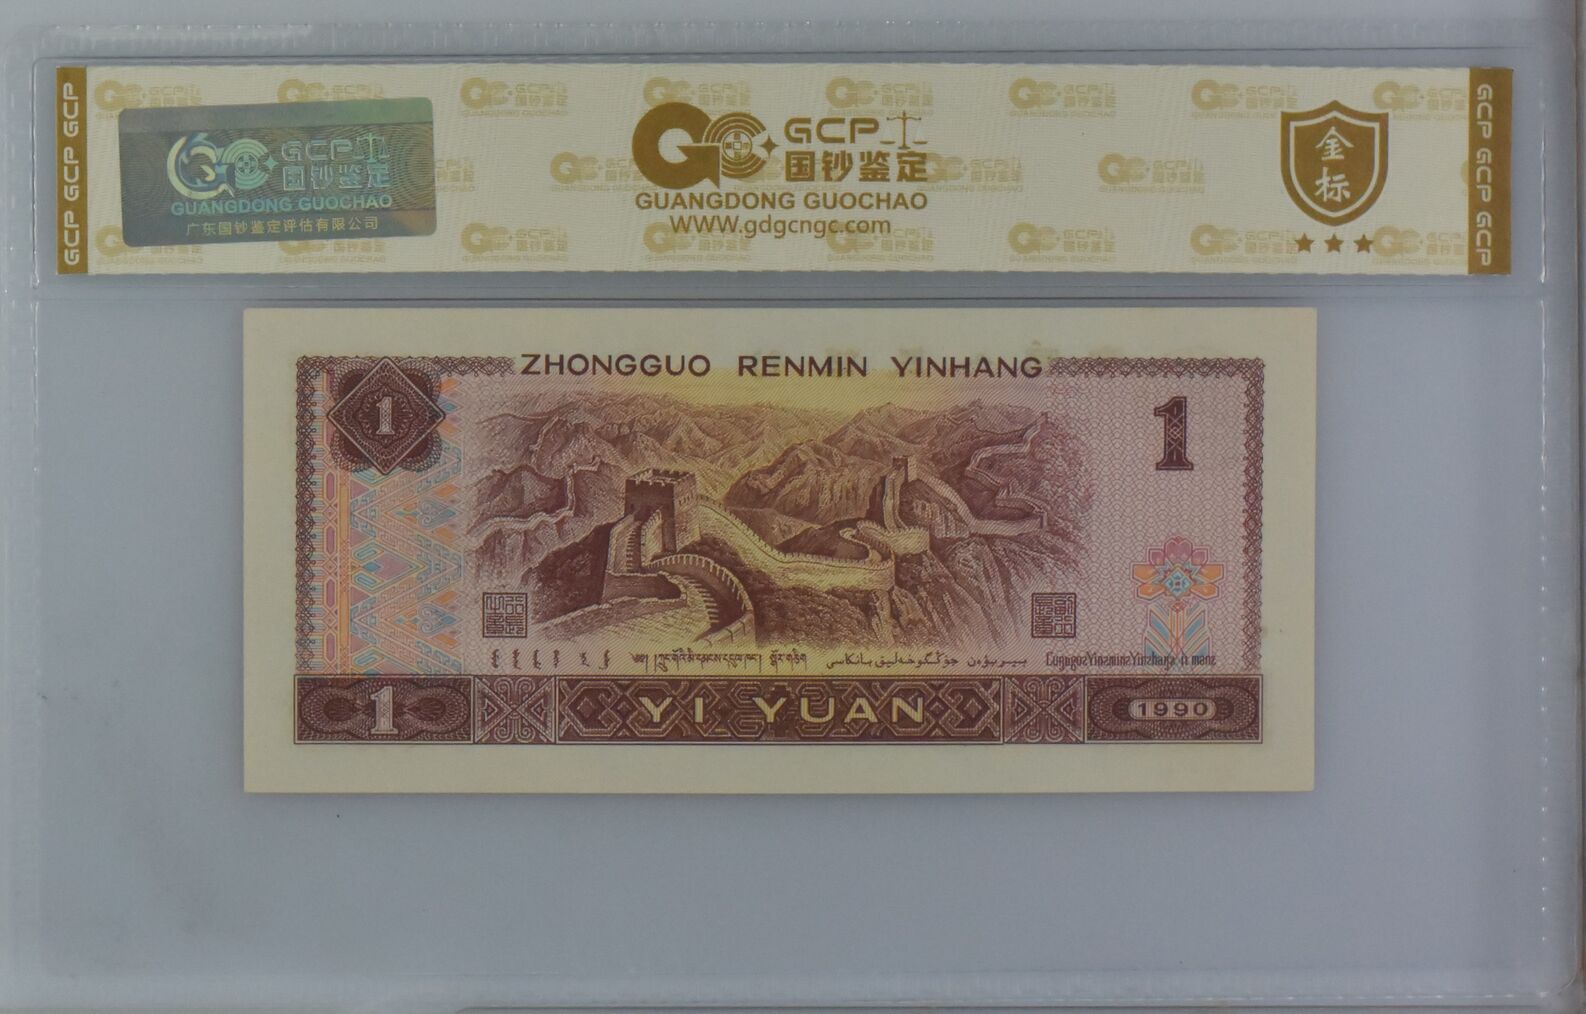 GCP GCP GCP
GCP 国钞鉴定
GUANGDONG GUOCHAO
广东国钞鉴定评估有限公司
GCP
国钞鉴定
GUANGDONG GUOCHAO
WWW.gdgcngc.com
金标
GCP GCP GCP
ZHONGGUO RENMIN YINHANG
1
1
YI YUAN
1
1990